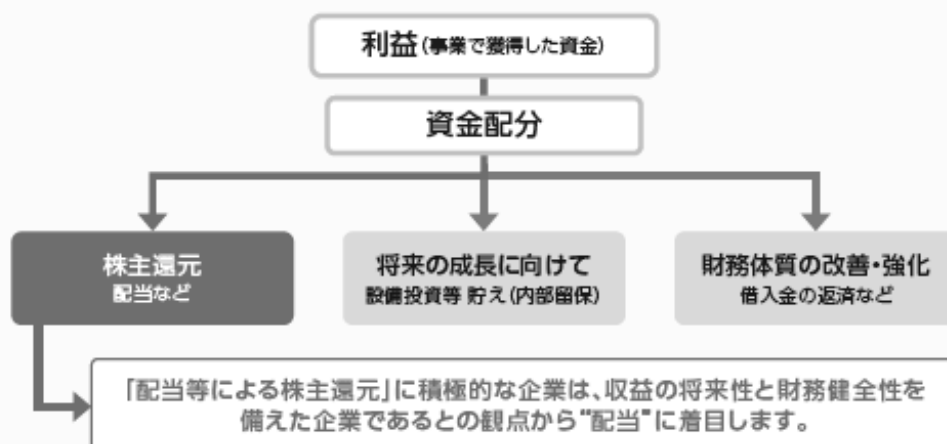 利益(事業で獲得した資金)
資金配分
株主還元
配当など
将来の成長に向けて
設備投資等 貯え(内部留保)
財務体質の改善・強化
借入金の返済など
「配当等による株主還元」に積極的な企業は、収益の将来性と財務健全性を
備えた企業であるとの観点から“配当”に着目します。